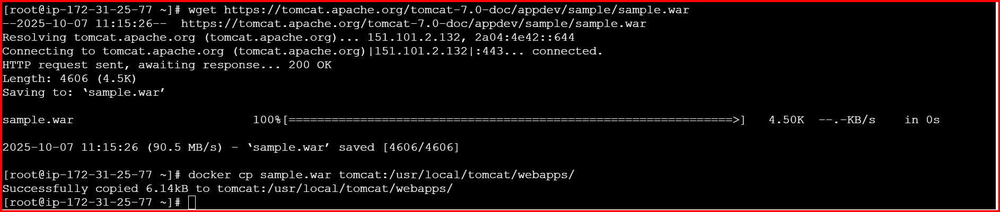 [root@ip-172-31-25-77 ~]# wget https://tomcat.apache.org/tomcat-7.0-doc/appdev/sample/sample.war
--2025-10-07 11:15:26--  https://tomcat.apache.org/tomcat-7.0-doc/appdev/sample/sample.war
Resolving tomcat.apache.org (tomcat.apache.org)... 151.101.2.132, 2a04:4e42::644
Connecting to tomcat.apache.org (tomcat.apache.org)|151.101.2.132|:443... connected.
HTTP request sent, awaiting response... 200 OK
Length: 4606 (4.5K)
Saving to: ‘sample.war’
sample.war                         100%[==============================================================>]   4.50K  --.-KB/s    in 0s
2025-10-07 11:15:26 (90.5 MB/s) - ‘sample.war’ saved [4606/4606]
[root@ip-172-31-25-77 ~]# docker cp sample.war tomcat:/usr/local/tomcat/webapps/
Successfully copied 6.14kB to tomcat:/usr/local/tomcat/webapps/
[root@ip-172-31-25-77 ~]#